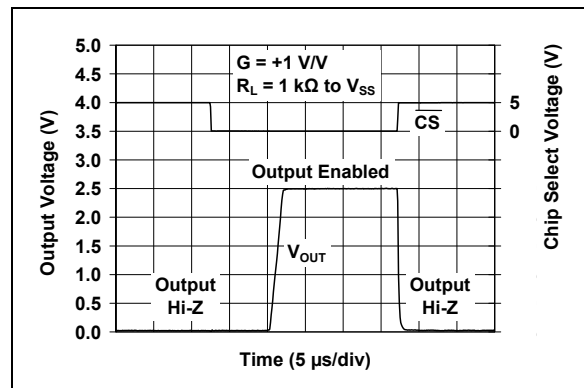 5.0
4.5
4.0
3.5
3.0
2.5
2.0
1.5
1.0
0.5
0.0
Output Voltage (V)
G = +1 V/V
R_L = 1 kΩ to V_SS
CS
5
0
Chip Select Voltage (V)
Output Enabled
V_OUT
Output
Hi-Z
Output
Hi-Z
Time (5 µs/div)